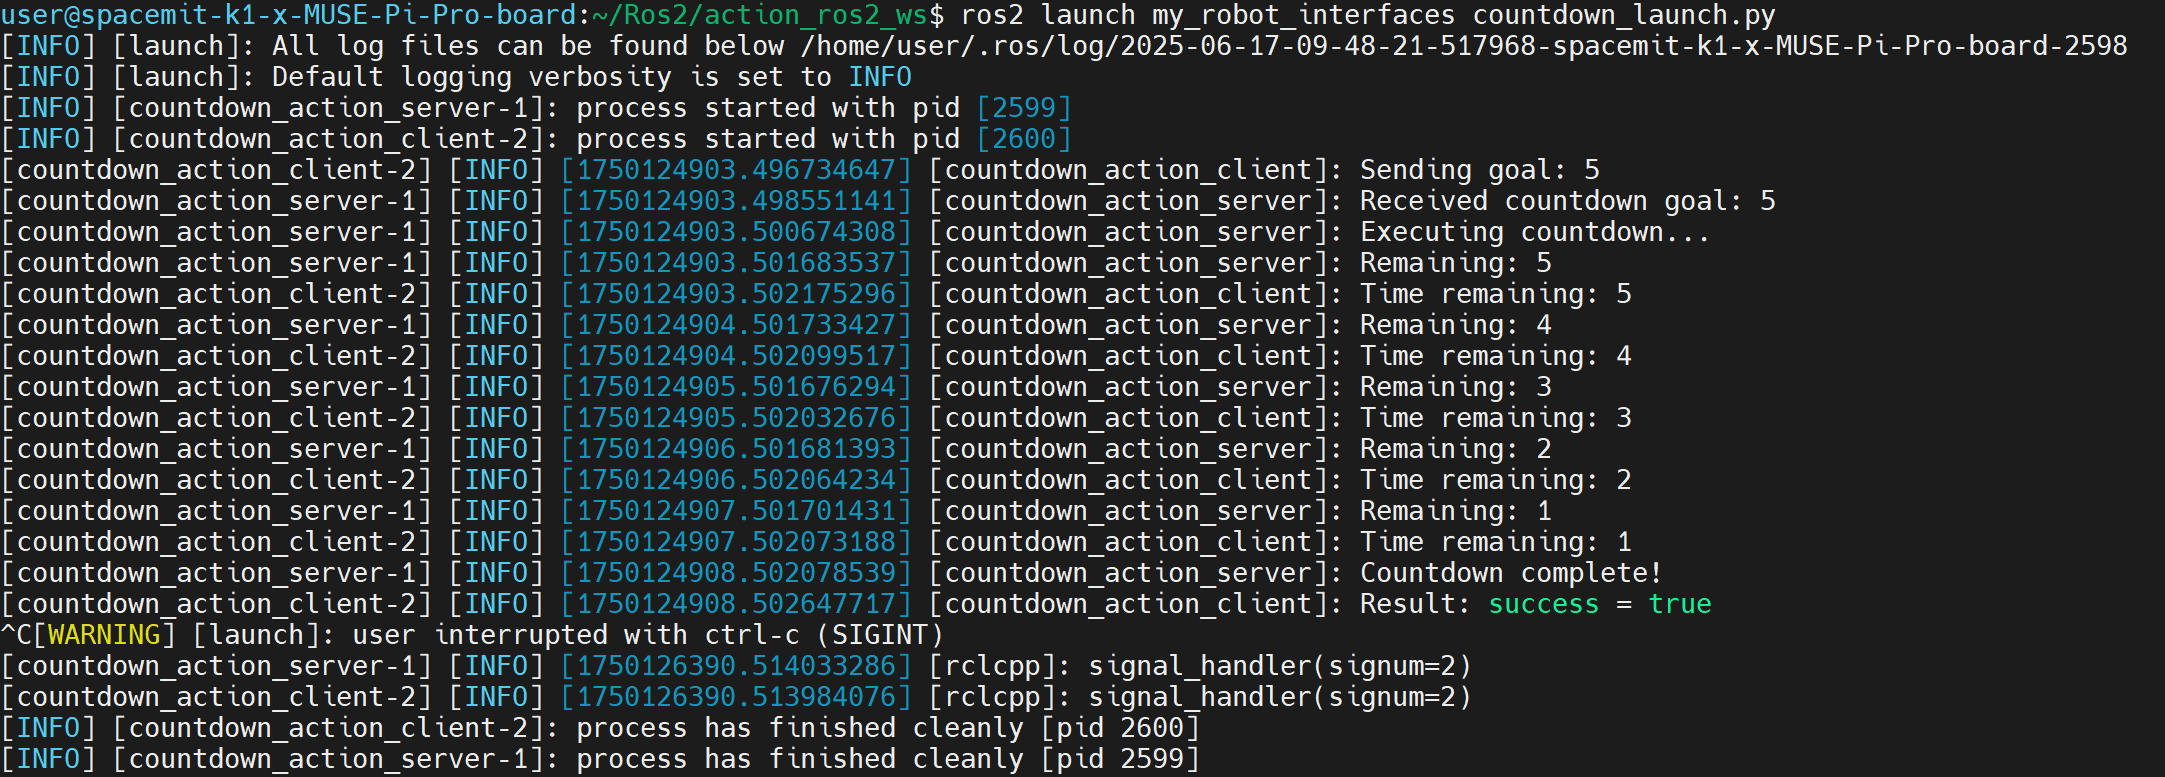 user@spacemit-k1-x-MUSE-Pi-Pro-board:~/Ros2/action_ros2_ws$ ros2 launch my_robot_interfaces countdown_launch.py
[INFO] [launch]: All log files can be found below /home/user/.ros/log/2025-06-17-09-48-21-517968-spacemit-k1-x-MUSE-Pi-Pro-board-2598
[INFO] [launch]: Default logging verbosity is set to INFO
[INFO] [countdown_action_server-1]: process started with pid [2599]
[INFO] [countdown_action_client-2]: process started with pid [2600]
[countdown_action_client-2] [INFO] [1750124903.496734647] [countdown_action_client]: Sending goal: 5
[countdown_action_server-1] [INFO] [1750124903.498551141] [countdown_action_server]: Received countdown goal: 5
[countdown_action_server-1] [INFO] [1750124903.500674308] [countdown_action_server]: Executing countdown...
[countdown_action_server-1] [INFO] [1750124903.501683537] [countdown_action_server]: Remaining: 5
[countdown_action_client-2] [INFO] [1750124903.502175296] [countdown_action_client]: Time remaining: 5
[countdown_action_server-1] [INFO] [1750124904.501733427] [countdown_action_server]: Remaining: 4
[countdown_action_client-2] [INFO] [1750124904.502099517] [countdown_action_client]: Time remaining: 4
[countdown_action_server-1] [INFO] [1750124905.501676294] [countdown_action_server]: Remaining: 3
[countdown_action_client-2] [INFO] [1750124905.502032676] [countdown_action_client]: Time remaining: 3
[countdown_action_server-1] [INFO] [1750124906.501681393] [countdown_action_server]: Remaining: 2
[countdown_action_client-2] [INFO] [1750124906.502064234] [countdown_action_client]: Time remaining: 2
[countdown_action_server-1] [INFO] [1750124907.501701431] [countdown_action_server]: Remaining: 1
[countdown_action_client-2] [INFO] [1750124907.502073188] [countdown_action_client]: Time remaining: 1
[countdown_action_server-1] [INFO] [1750124908.502078539] [countdown_action_server]: Countdown complete!
[countdown_action_client-2] [INFO] [1750124908.502647717] [countdown_action_client]: Result: success = true
^C[WARNING] [launch]: user interrupted with ctrl-c (SIGINT)
[countdown_action_server-1] [INFO] [1750126390.514033286] [rclcpp]: signal_handler(signum=2)
[countdown_action_client-2] [INFO] [1750126390.513984076] [rclcpp]: signal_handler(signum=2)
[INFO] [countdown_action_client-2]: process has finished cleanly [pid 2600]
[INFO] [countdown_action_server-1]: process has finished cleanly [pid 2599]